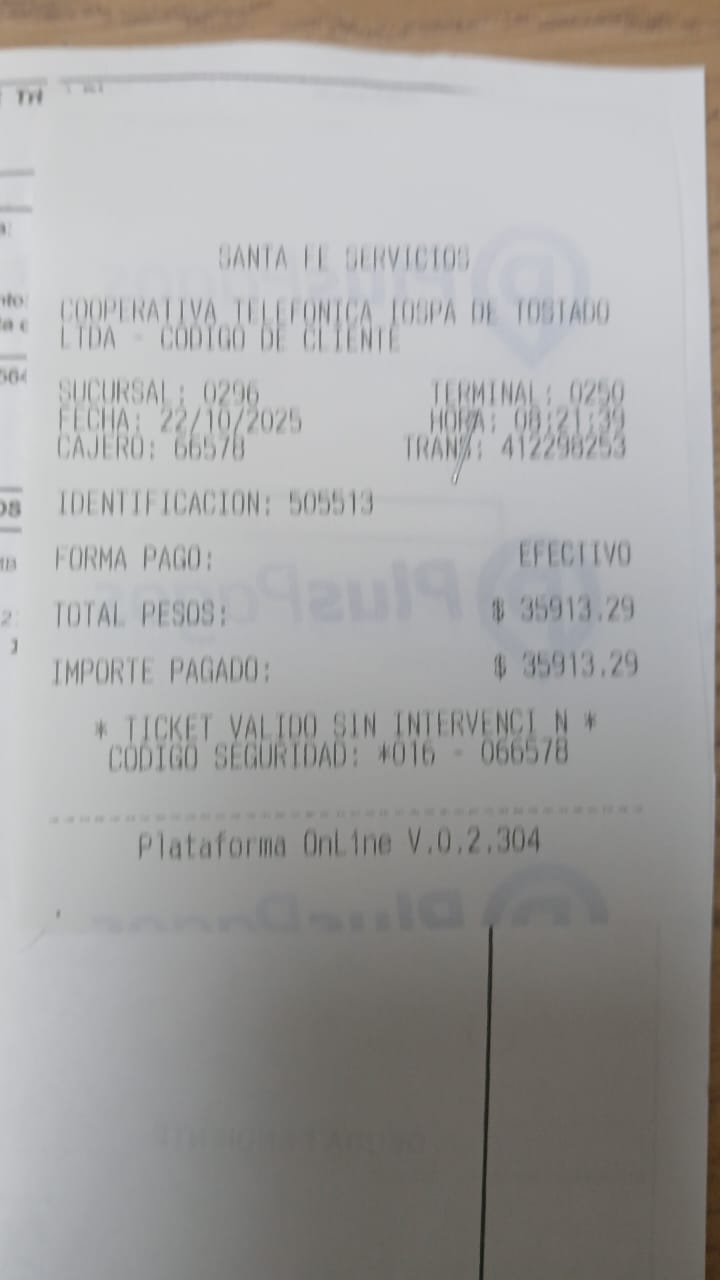 SANTA FE SERVICIOS
COOPERATIVA TELEFONICA IOSPA DE TOSTADO
LTDA - CODIGO DE CLIENTE
SUCURSAL: 0296 TERMINAL: 0250
FECHA: 22/10/2025 HORA: 08:21:39
CAJERO: 66578 TRANS: 412298253
IDENTIFICACION: 505513
FORMA PAGO: EFECTIVO
TOTAL PESOS: $ 35913.29
IMPORTE PAGADO: $ 35913.29
* TICKET VALIDO SIN INTERVENCI N *
CODIGO SEGURIDAD: *016 - 066578
Plataforma OnLine V.0.2.304
PlusPagos